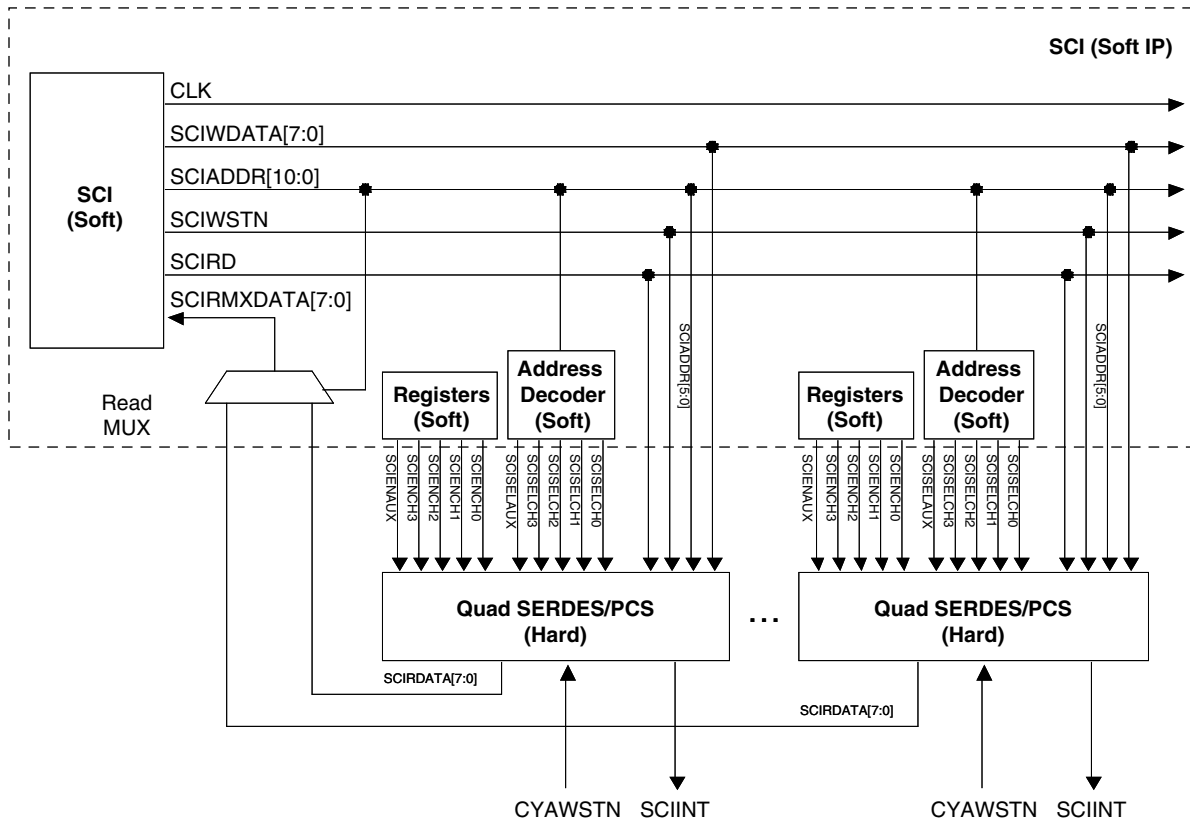 SCI (Soft IP)
CLK
SCIWDATA[7:0]
SCIADDR[10:0]
SCI
(Soft)
SCIWSTN
SCIRD
SCIRMXDATA[7:0]
Read
MUX
Registers
(Soft)
Address
Decoder
(Soft)
SCIADDR[5:0]
Registers
(Soft)
Address
Decoder
(Soft)
SCIADDR[5:0]
SCIENAUX
SCIENCH3
SCIENCH2
SCIENCH1
SCIENCH0
SCISELAUX
SCISELCH3
SCISELCH2
SCISELCH1
SCISELCH0
SCIENAUX
SCIENCH3
SCIENCH2
SCIENCH1
SCIENCH0
SCISELAUX
SCISELCH3
SCISELCH2
SCISELCH1
SCISELCH0
Quad SERDES/PCS
(Hard)
...
Quad SERDES/PCS
(Hard)
SCIRDATA[7:0]
SCIRDATA[7:0]
CYAWSTN
SCIINT
CYAWSTN
SCIINT